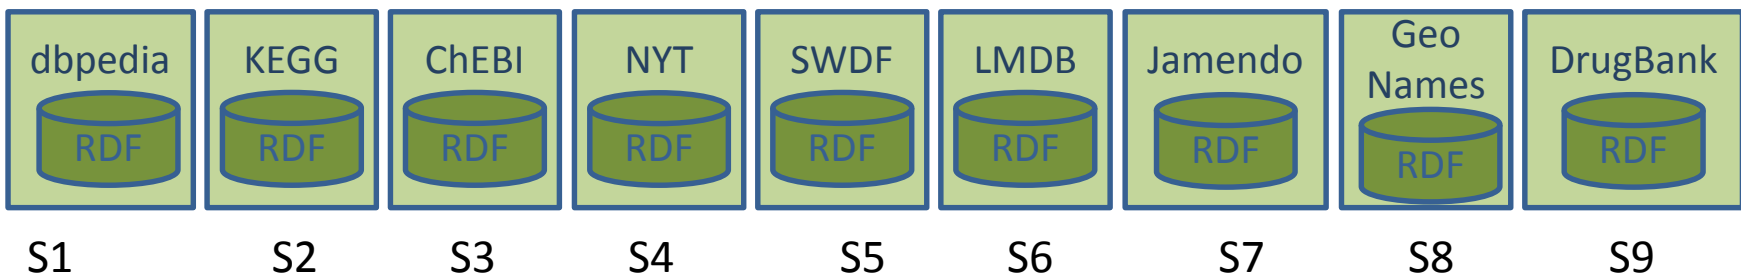 dbpedia KEGG ChEBI NYT SWDF LMDB Jamendo Geo Names DrugBank
RDF RDF RDF RDF RDF RDF RDF RDF RDF
S1 S2 S3 S4 S5 S6 S7 S8 S9